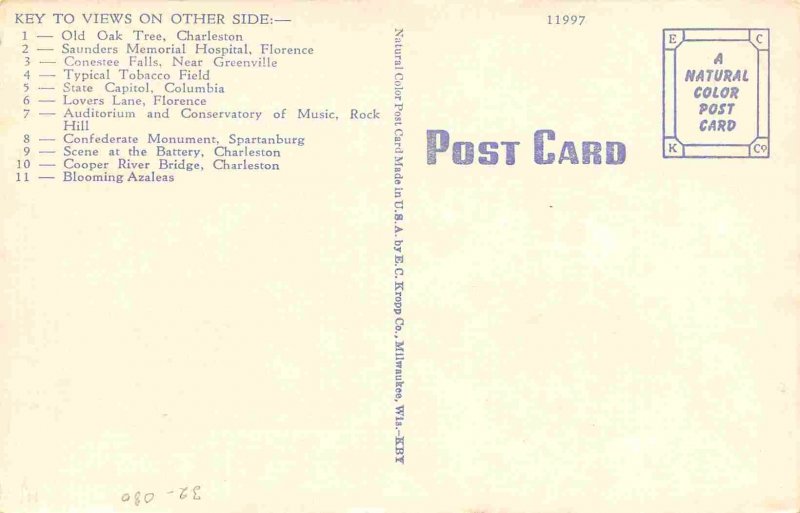 KEY TO VIEWS ON OTHER SIDE:—
1 — Old Oak Tree, Charleston
2 — Saunders Memorial Hospital, Florence
3 — Conestee Falls, Near Greenville
4 — Typical Tobacco Field
5 — State Capitol, Columbia
6 — Lovers Lane, Florence
7 — Auditorium and Conservatory of Music, Rock
Hill
8 — Confederate Monument, Spartanburg
9 — Scene at the Battery, Charleston
10 — Cooper River Bridge, Charleston
11 — Blooming Azaleas
Natural Color Post Card Made in U.S.A. by E. C. Kropp Co., Milwaukee, Wis.—KBY
11997
POST CARD
E C
A
NATURAL
COLOR
POST
CARD
K Co
32-080